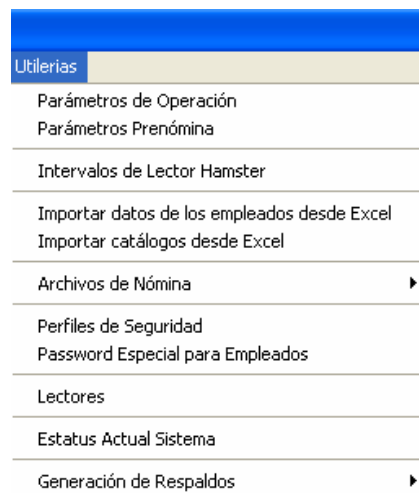 Utilerias
Parámetros de Operación
Parámetros Prenómina
Intervalos de Lector Hamster
Importar datos de los empleados desde Excel
Importar catálogos desde Excel
Archivos de Nómina
Perfiles de Seguridad
Password Especial para Empleados
Lectores
Estatus Actual Sistema
Generación de Respaldos